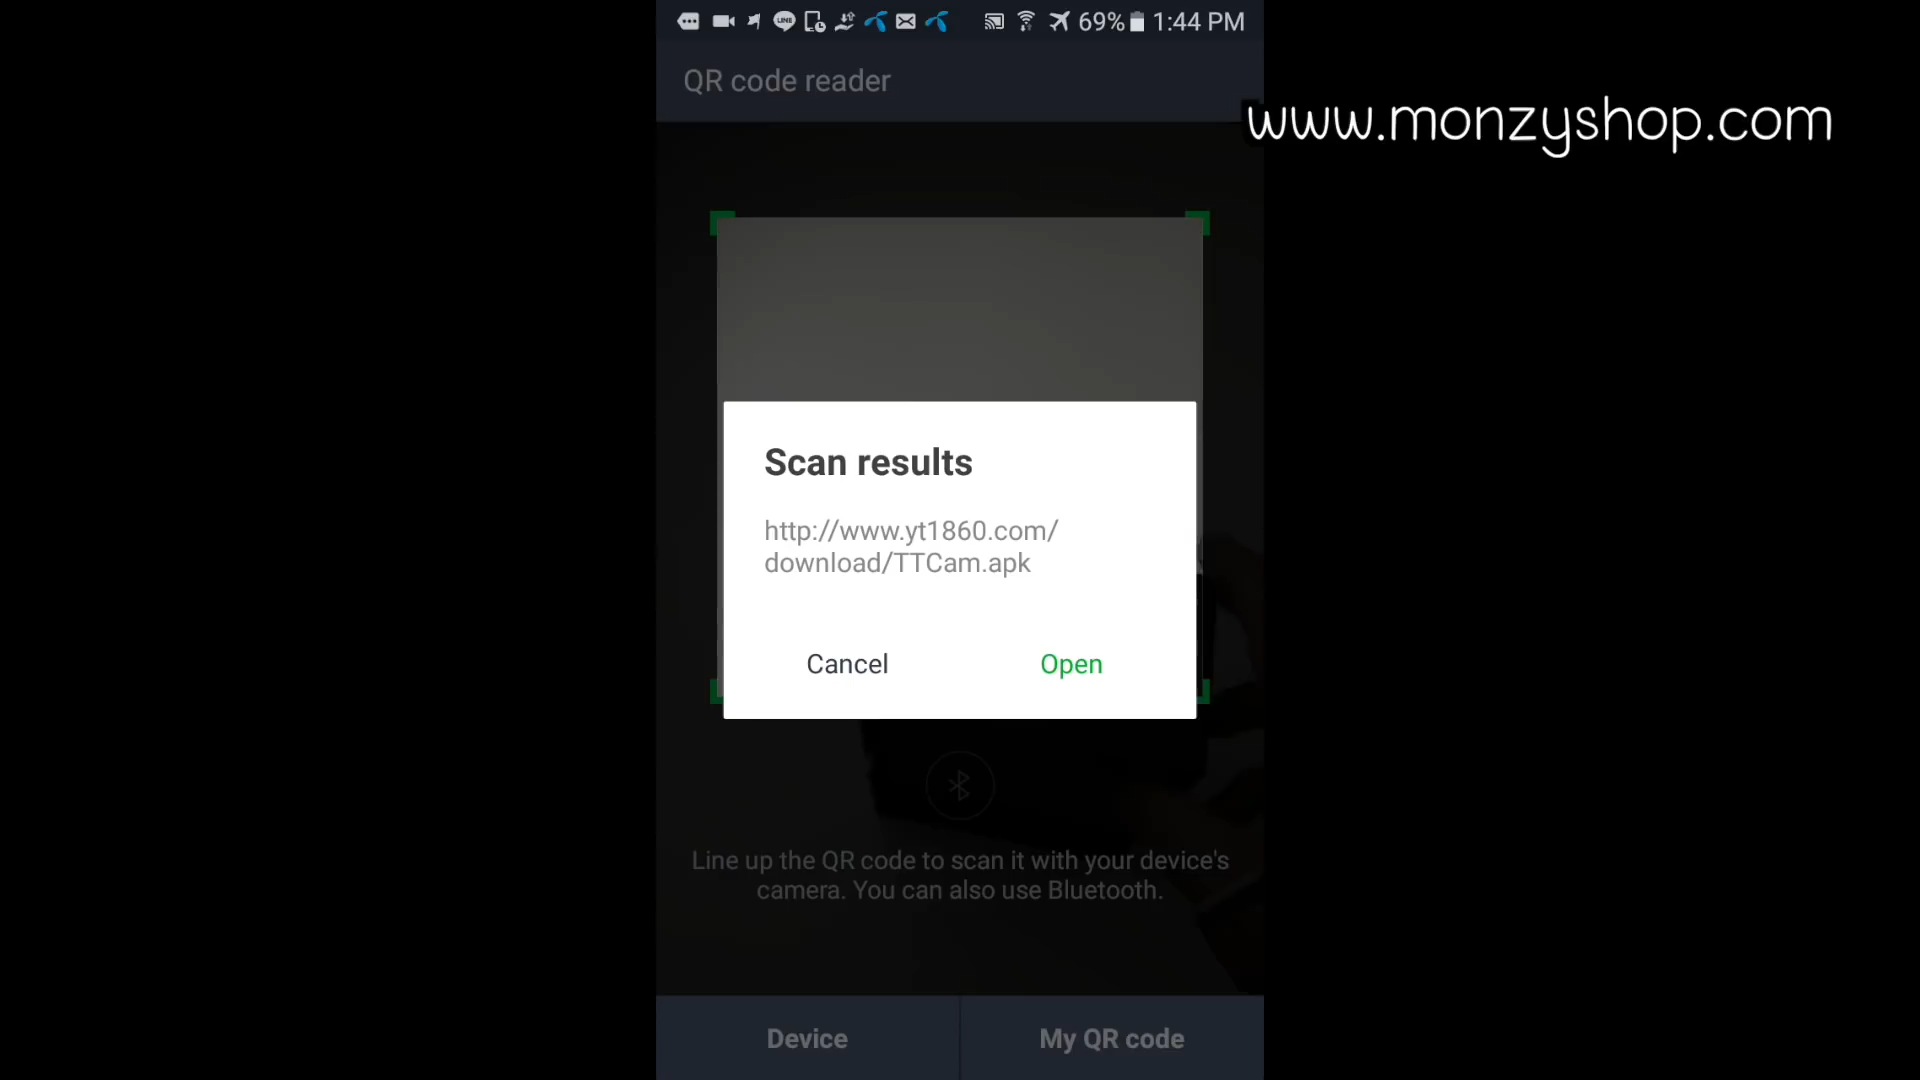 69% 1:44 PM
QR code reader
www.monzyshop.com
Scan results
http://www.yt1860.com/
download/TTCam.apk
Cancel Open
Line up the QR code to scan it with your device's
camera. You can also use Bluetooth.
Device My QR code